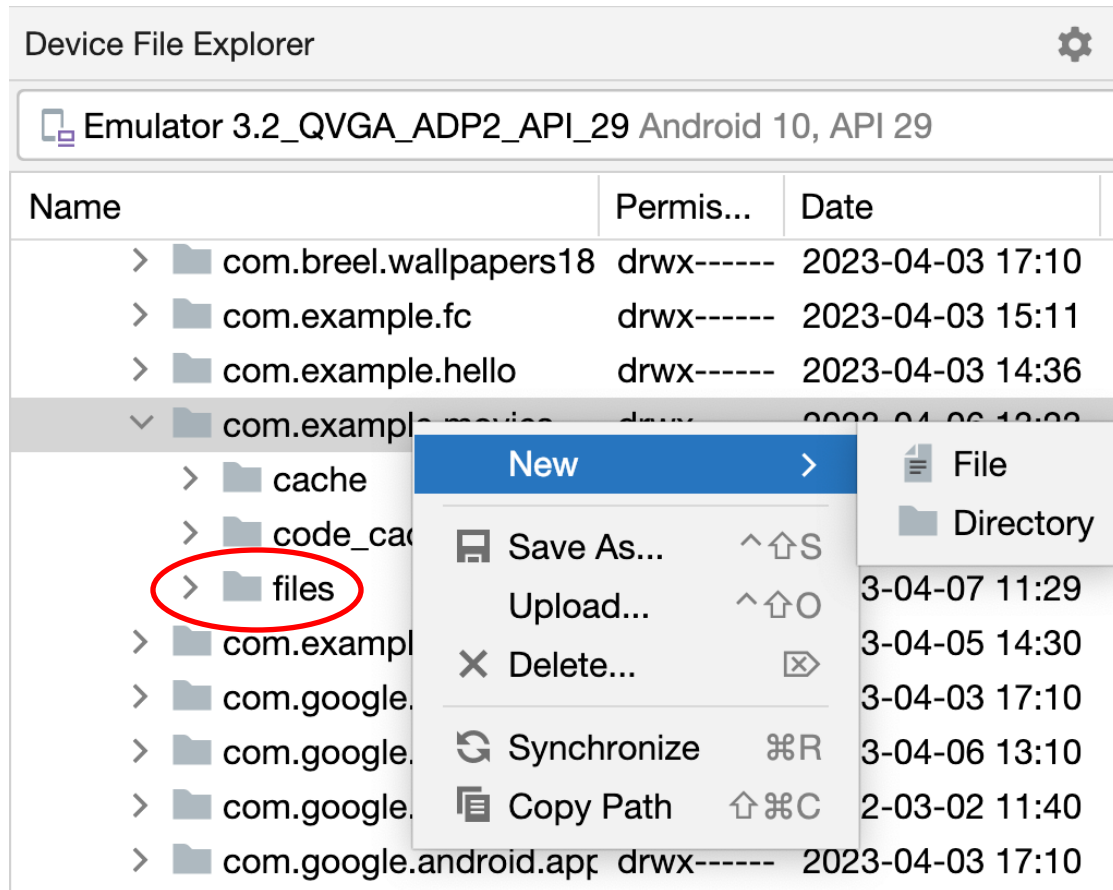 Device File Explorer
Emulator 3.2_QVGA_ADP2_API_29 Android 10, API 29
Name Permis... Date
com.breel.wallpapers18 drwx------ 2023-04-03 17:10
com.example.fc drwx------ 2023-04-03 15:11
com.example.hello drwx------ 2023-04-03 14:36
com.example.movies
New
File
cache
Directory
code_cac
Save As... ^⇧S
files 3-04-07 11:29
Upload... ^⇧O
com.exampl 3-04-05 14:30
Delete...
com.google. 3-04-03 17:10
com.google. 3-04-06 13:10
Synchronize ⌘R
com.google. 2-03-02 11:40
Copy Path ⇧⌘C
com.google.android.app drwx------ 2023-04-03 17:10